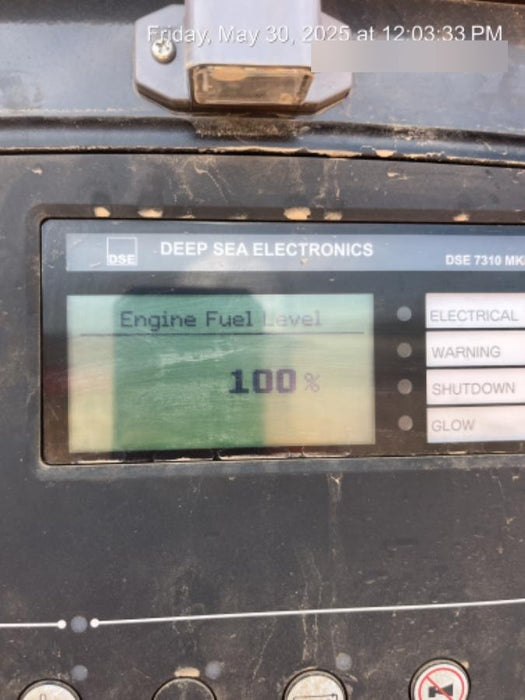 Friday, May 30, 2025 at 12:03:33 PM
DSE
DEEP SEA ELECTRONICS
DSE 7310
Engine Fuel Level
100 %
ELECTRICAL
WARNING
SHUTDOWN
GLOW